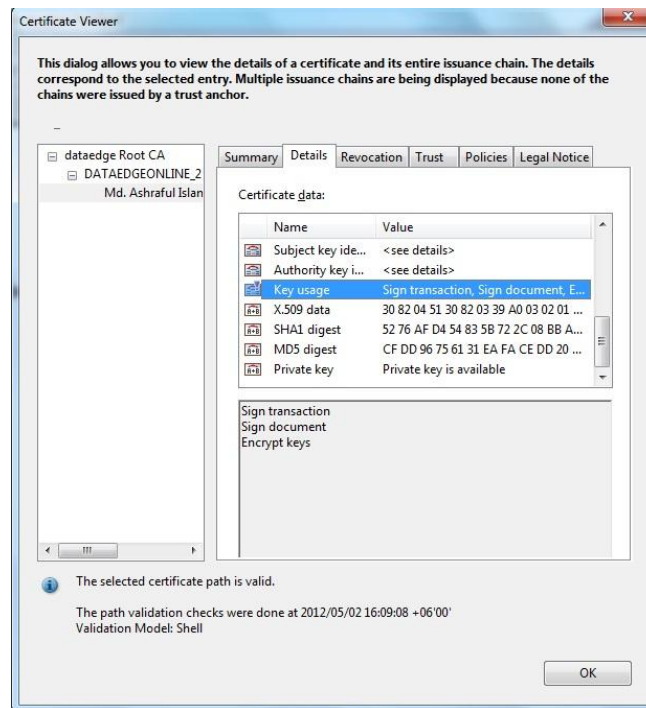 Certificate Viewer
This dialog allows you to view the details of a certificate and its entire issuance chain. The details
correspond to the selected entry. Multiple issuance chains are being displayed because none of the
chains were issued by a trust anchor.
dataedge Root CA
DATAEDGEONLINE_2
Md. Ashraful Islan
Summary Details Revocation Trust Policies Legal Notice
Certificate data:
Name Value
Subject key ide... <see details>
Authority key i... <see details>
Key usage Sign transaction, Sign document, E...
X.509 data 30 82 04 51 30 82 03 39 A0 03 02 01 ...
SHA1 digest 52 76 AF D4 54 83 5B 72 2C 08 BB A...
MD5 digest CF DD 96 75 61 31 EA FA CE DD 20 ...
Private key Private key is available
Sign transaction
Sign document
Encrypt keys
The selected certificate path is valid.
The path validation checks were done at 2012/05/02 16:09:08 +06'00'
Validation Model: Shell
OK